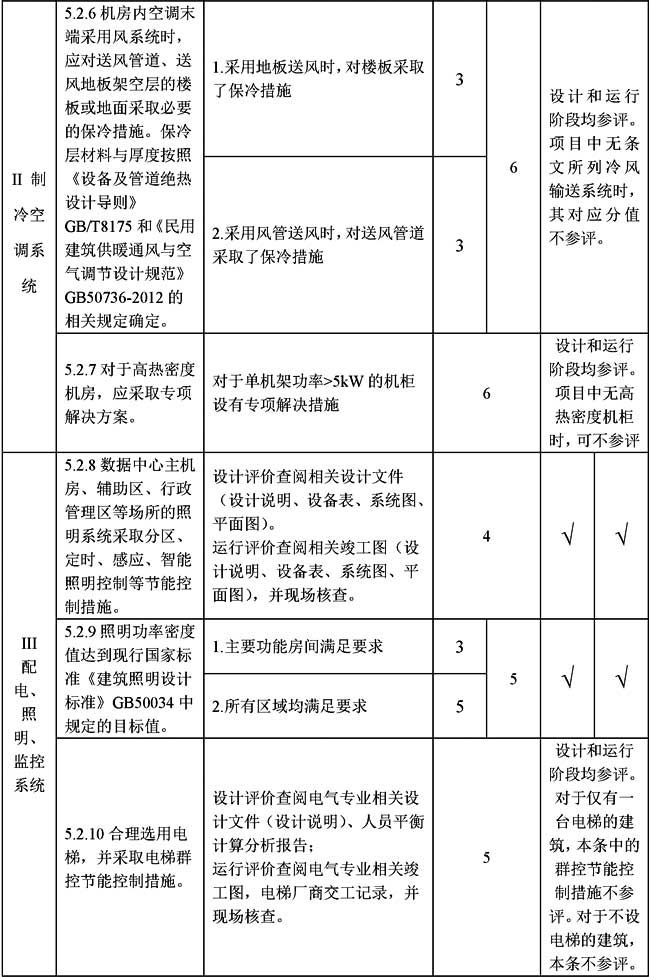 II 制
冷空
调系
统
5.2.6 机房内空调末
端采用风系统时，
应对送风管道、送
风地板架空层的楼
板或地面采取必要
的保冷措施。保冷
层材料与厚度按照
《设备及管道绝热
设计导则》
GB/T8175 和《民用
建筑供暖通风与空
气调节设计规范》
GB50736-2012 的
相关规定确定。
1.采用地板送风时，对楼板采取
了保冷措施
3
2.采用风管送风时，对送风管道
采取了保冷措施
3
6
设计和运行
阶段均参评。
项目中无条
文所列冷风
输送系统时，
其对应分值
不参评。
5.2.7 对于高热密度
机房，应采取专项
解决方案。
对于单机架功率>5kW 的机柜
设有专项解决措施
6
设计和运行
阶段均参评。
项目中无高
热密度机柜
时，可不参评
III
配
电、
照
明、
监控
系统
5.2.8 数据中心主机
房、辅助区、行政
管理区等场所的照
明系统采取分区、
定时、感应、智能
照明控制等节能控
制措施。
设计评价查阅相关设计文件
（设计说明、设备表、系统图、
平面图）。
运行评价查阅相关竣工图（设
计说明、设备表、系统图、平
面图），并现场核查。
4
√
√
5.2.9 照明功率密度
值达到现行国家标
准《建筑照明设计
标准》GB50034 中
规定的目标值。
1.主要功能房间满足要求
3
2.所有区域均满足要求
5
5
√
√
5.2.10 合理选用电
梯，并采取电梯群
控节能控制措施。
设计评价查阅电气专业相关设
计文件（设计说明）、人员平衡
计算分析报告；
运行评价查阅电气专业相关竣
工图，电梯厂商交工记录，并
现场核查。
5
设计和运行
阶段均参评。
对于仅有一
台电梯的建
筑，本条中的
群控节能控
制措施不参
评。对于不设
电梯的建筑，
本条不参评。